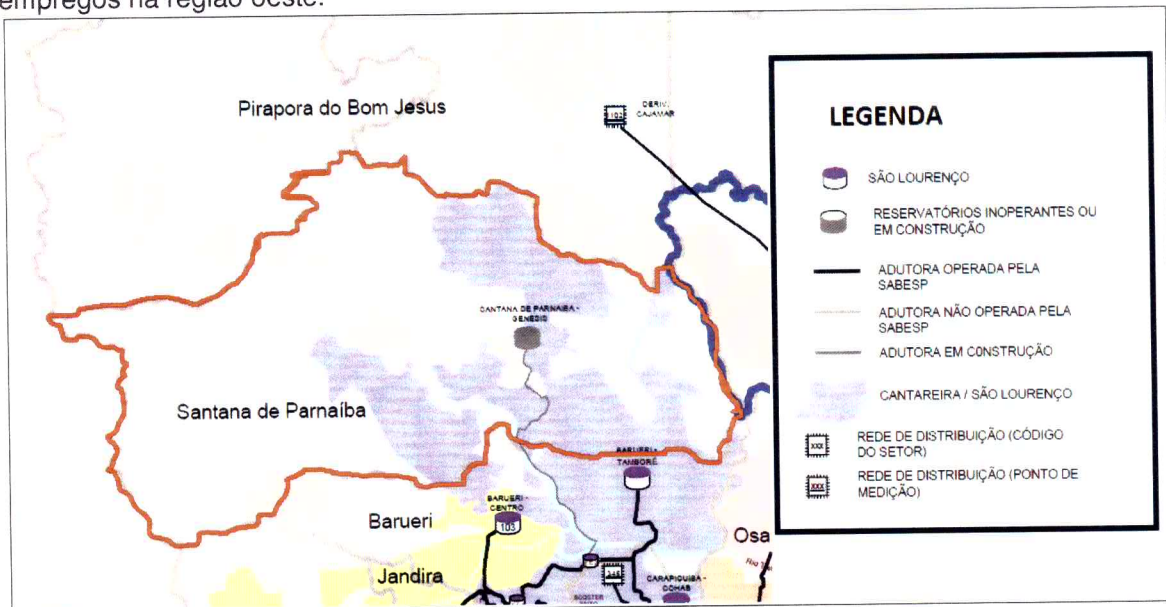 empregos na região oeste.
Pirapora do Bom Jesus
DERIV.
CAJAMAR
SANTANA DE PARNAÍBA -
GENESIO
Santana de Parnaíba
BARUERI -
TAMBORÉ
BARUERI -
CENTRO
103
Barueri
Jandira
Osa
CARAPICUIBA -
COHAB
BOOSTER
LEGENDA
SÃO LOURENÇO
RESERVATÓRIOS INOPERANTES OU
EM CONSTRUÇÃO
ADUTORA OPERADA PELA
SABESP
ADUTORA NÃO OPERADA PELA
SABESP
ADUTORA EM CONSTRUÇÃO
CANTAREIRA / SÃO LOURENÇO
XXX
REDE DE DISTRIBUIÇÃO (CÓDIGO
DO SETOR)
XXX
REDE DE DISTRIBUIÇÃO (PONTO DE
MEDIÇÃO)